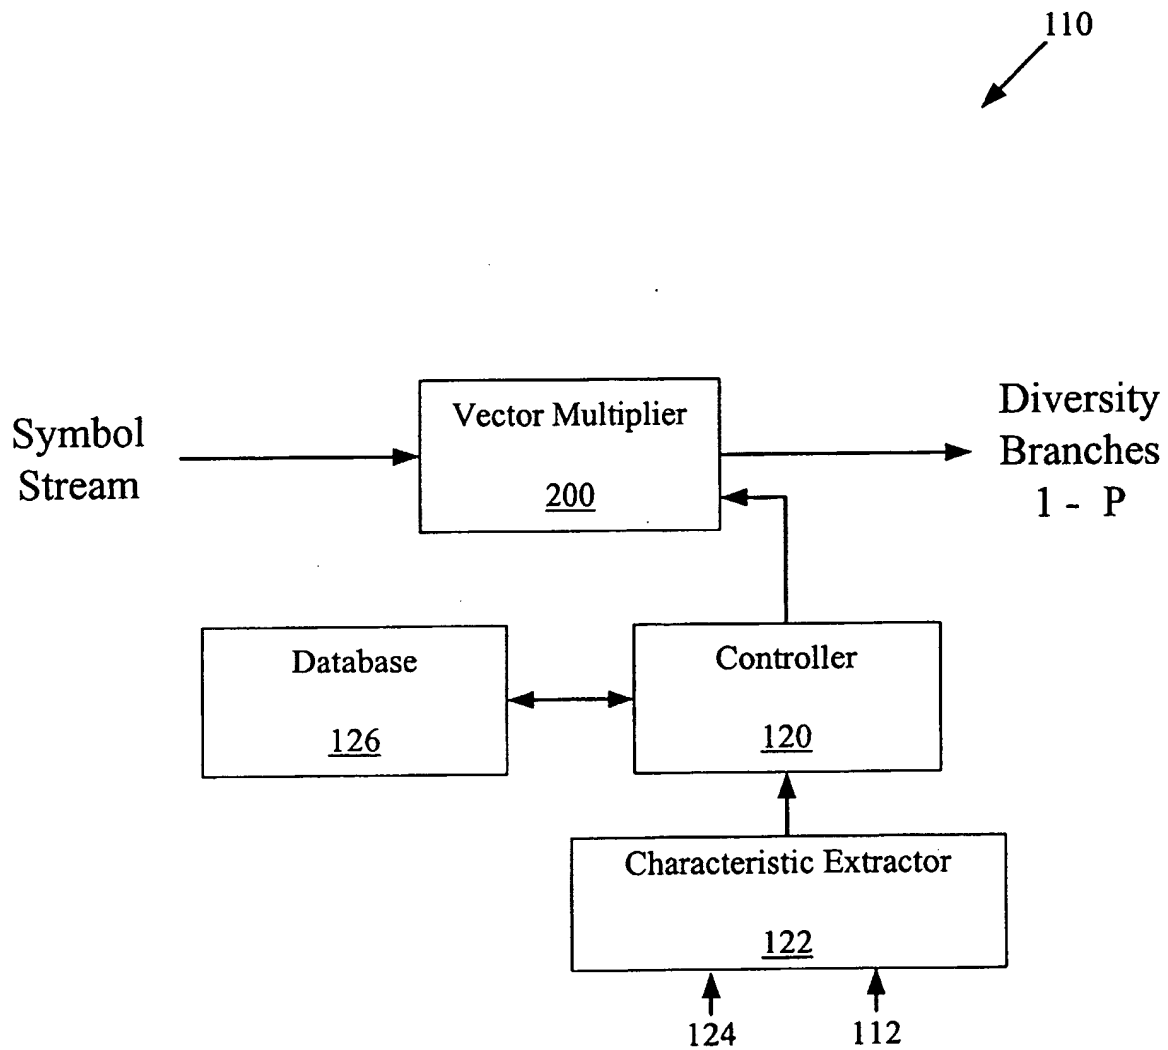 110
Symbol
Stream
Vector Multiplier
200
Diversity
Branches
1 - P
Database
126
Controller
120
Characteristic Extractor
122
124
112